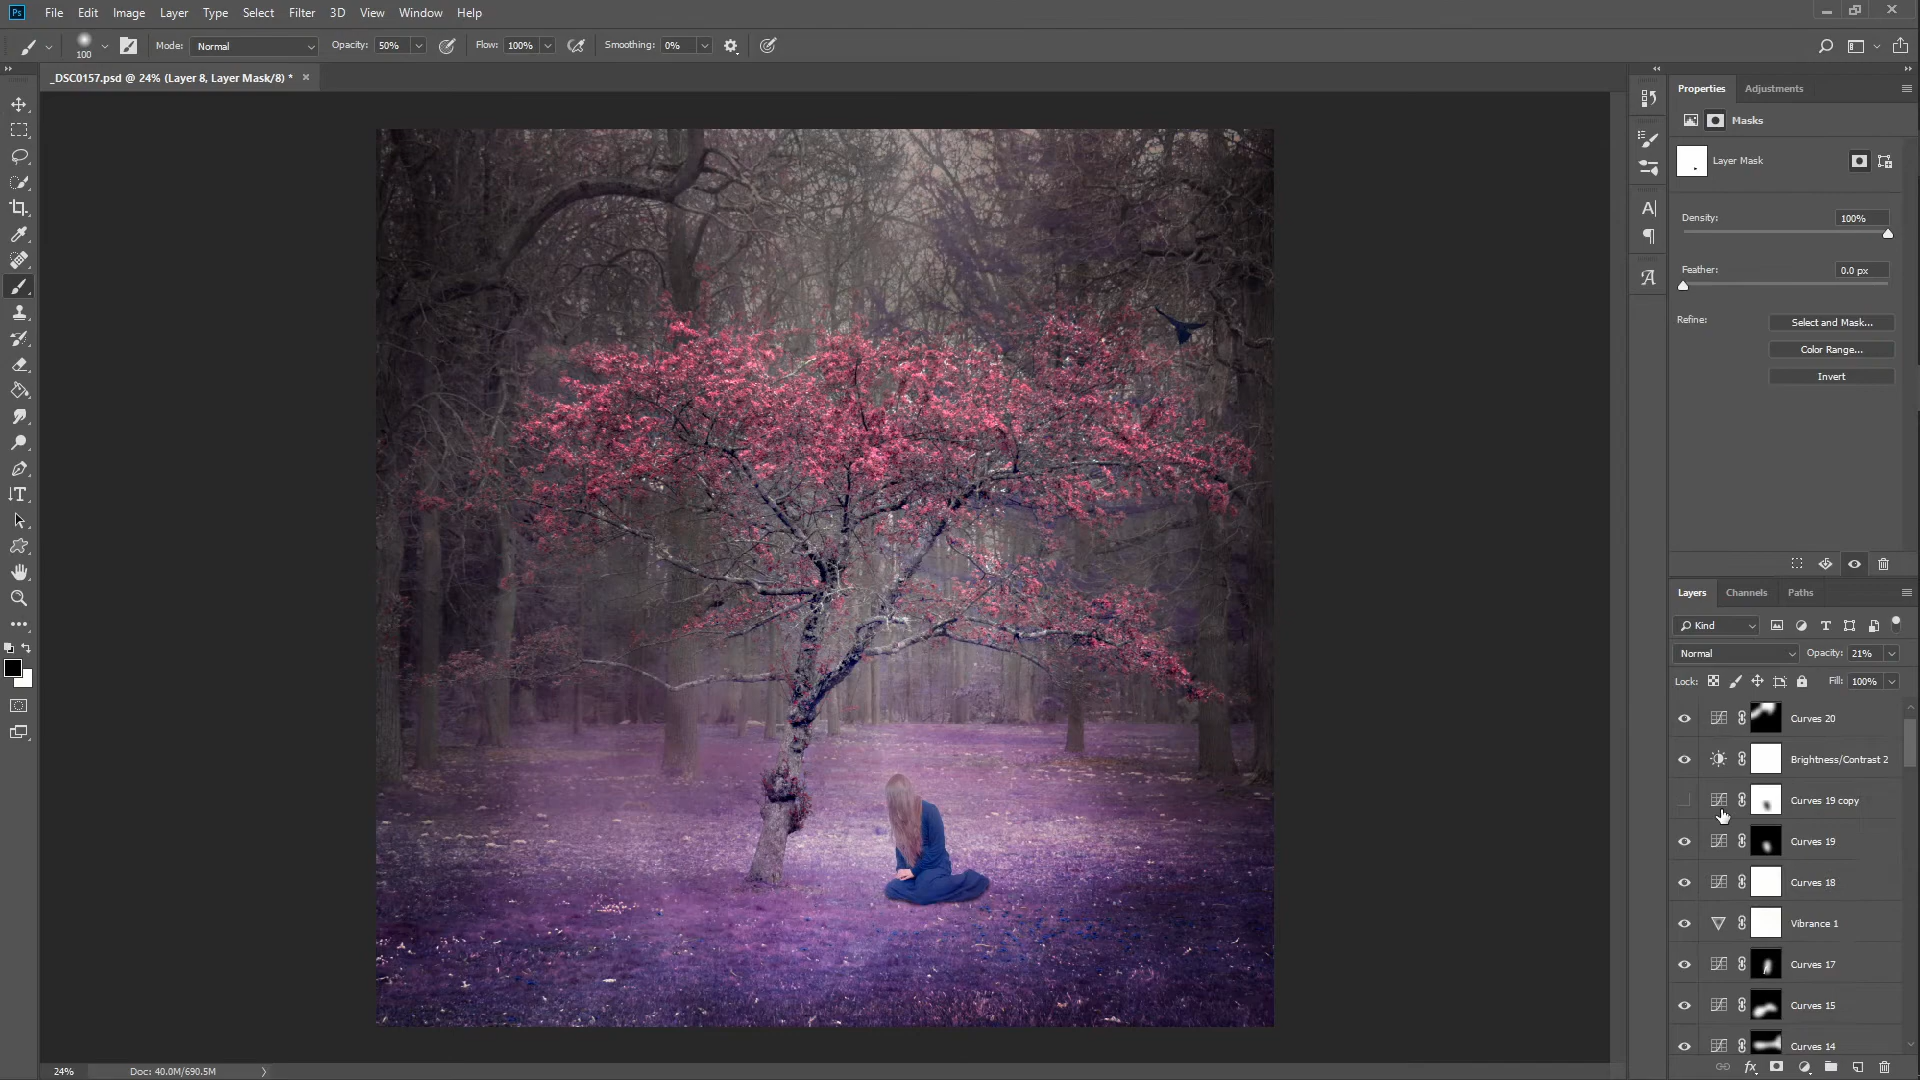 Ps File Edit Image Layer Type Select Filter 3D View Window Help
100 Mode: Normal Opacity: 50% Flow: 100% Smoothing: 0%
_DSC0157.psd @ 24% (Layer 8, Layer Mask/8) * ×
Properties Adjustments
Masks
Layer Mask
Density: 100%
Feather: 0.0 px
Refine: Select and Mask...
Color Range...
Invert
Layers Channels Paths
Kind
Normal Opacity: 21%
Lock: Fill: 100%
Curves 20
Brightness/Contrast 2
Curves 19 copy
Curves 19
Curves 18
Vibrance 1
Curves 17
Curves 15
Curves 14
24% Doc: 40.0M/690.5M